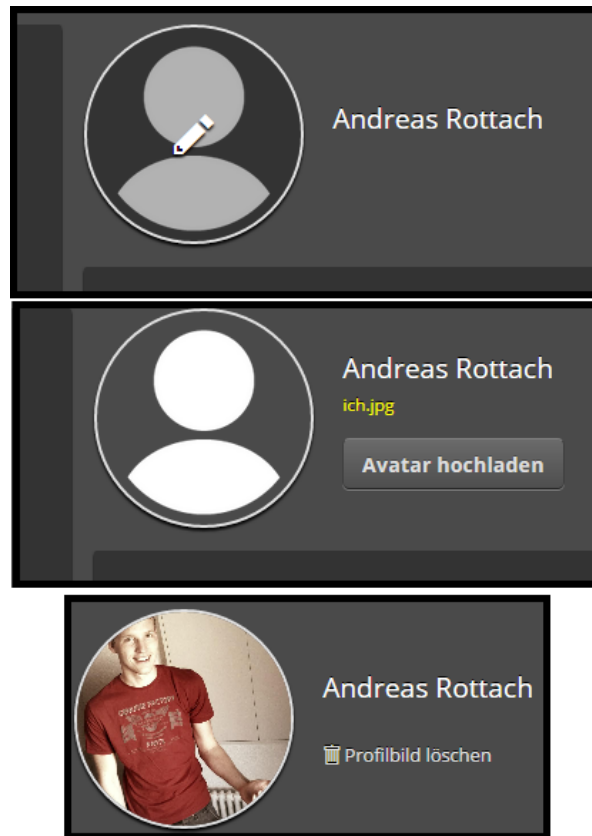 Andreas Rottach
Andreas Rottach
ich.jpg
Avatar hochladen
Andreas Rottach
Profilbild löschen